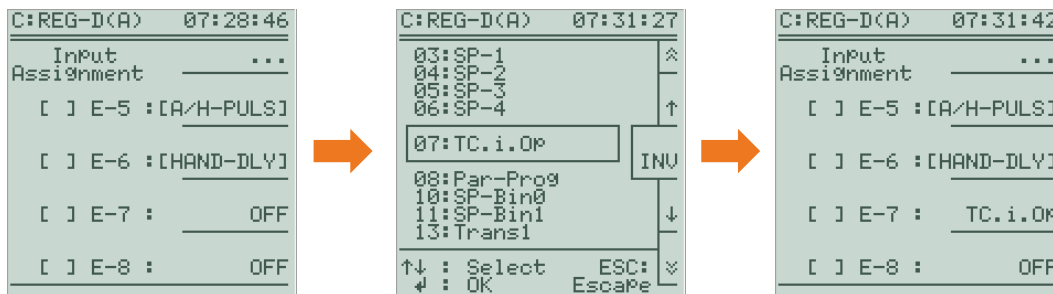 C:REG-D(A) 07:28:46
Input ...
Assignment
[ ] E-5 :[A/H-PULS]
[ ] E-6 :[HAND-DLY]
[ ] E-7 : OFF
[ ] E-8 : OFF
C:REG-D(A) 07:31:27
03:SP-1
04:SP-2
05:SP-3
06:SP-4
↑
07:TC.i.Op
INV
08:Par-Prog
10:SP-Bin0
11:SP-Bin1
↓
13:Trans1
↑↓ : Select ESC:
↲ : OK Escape
C:REG-D(A) 07:31:42
Input ...
Assignment
[ ] E-5 :[A/H-PULS]
[ ] E-6 :[HAND-DLY]
[ ] E-7 : TC.i.Op
[ ] E-8 : OFF